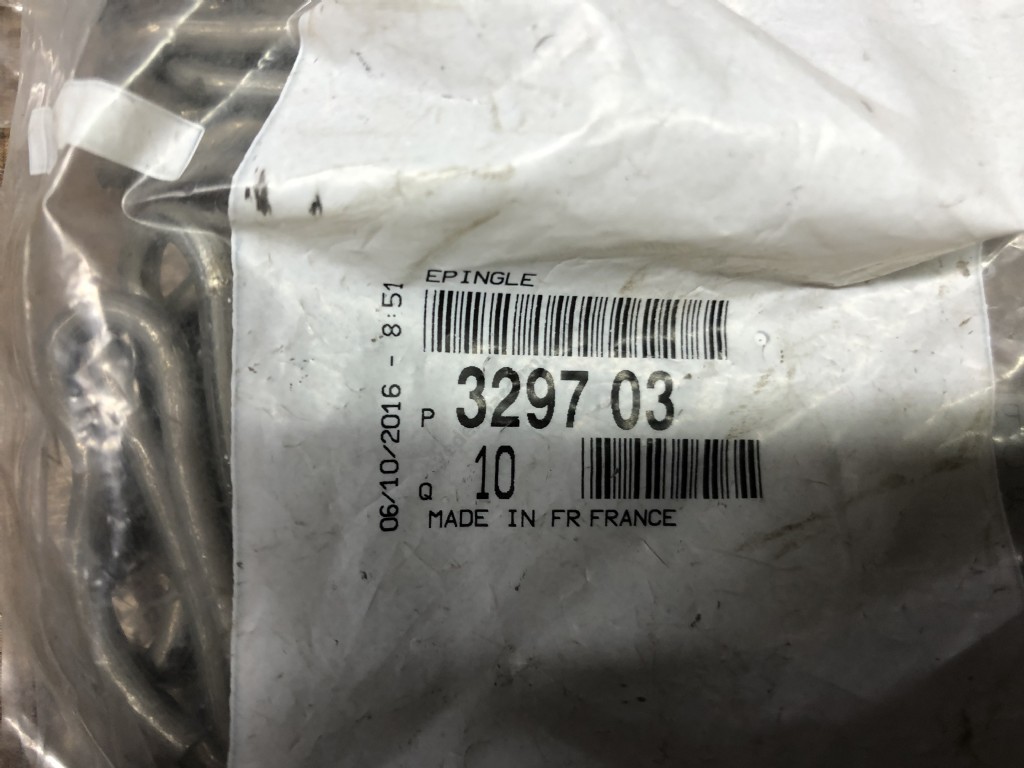 EPINGLE
06/10/2016 - 8:51
P 3297 03
Q 10
MADE IN FR FRANCE